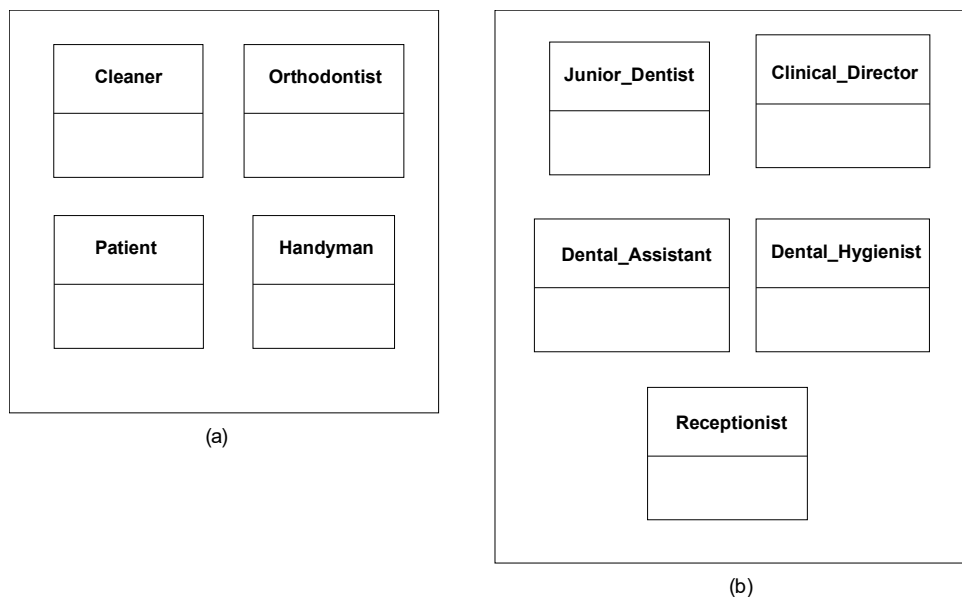 Cleaner
Orthodontist
Patient
Handyman
(a)
Junior_Dentist
Clinical_Director
Dental_Assistant
Dental_Hygienist
Receptionist
(b)